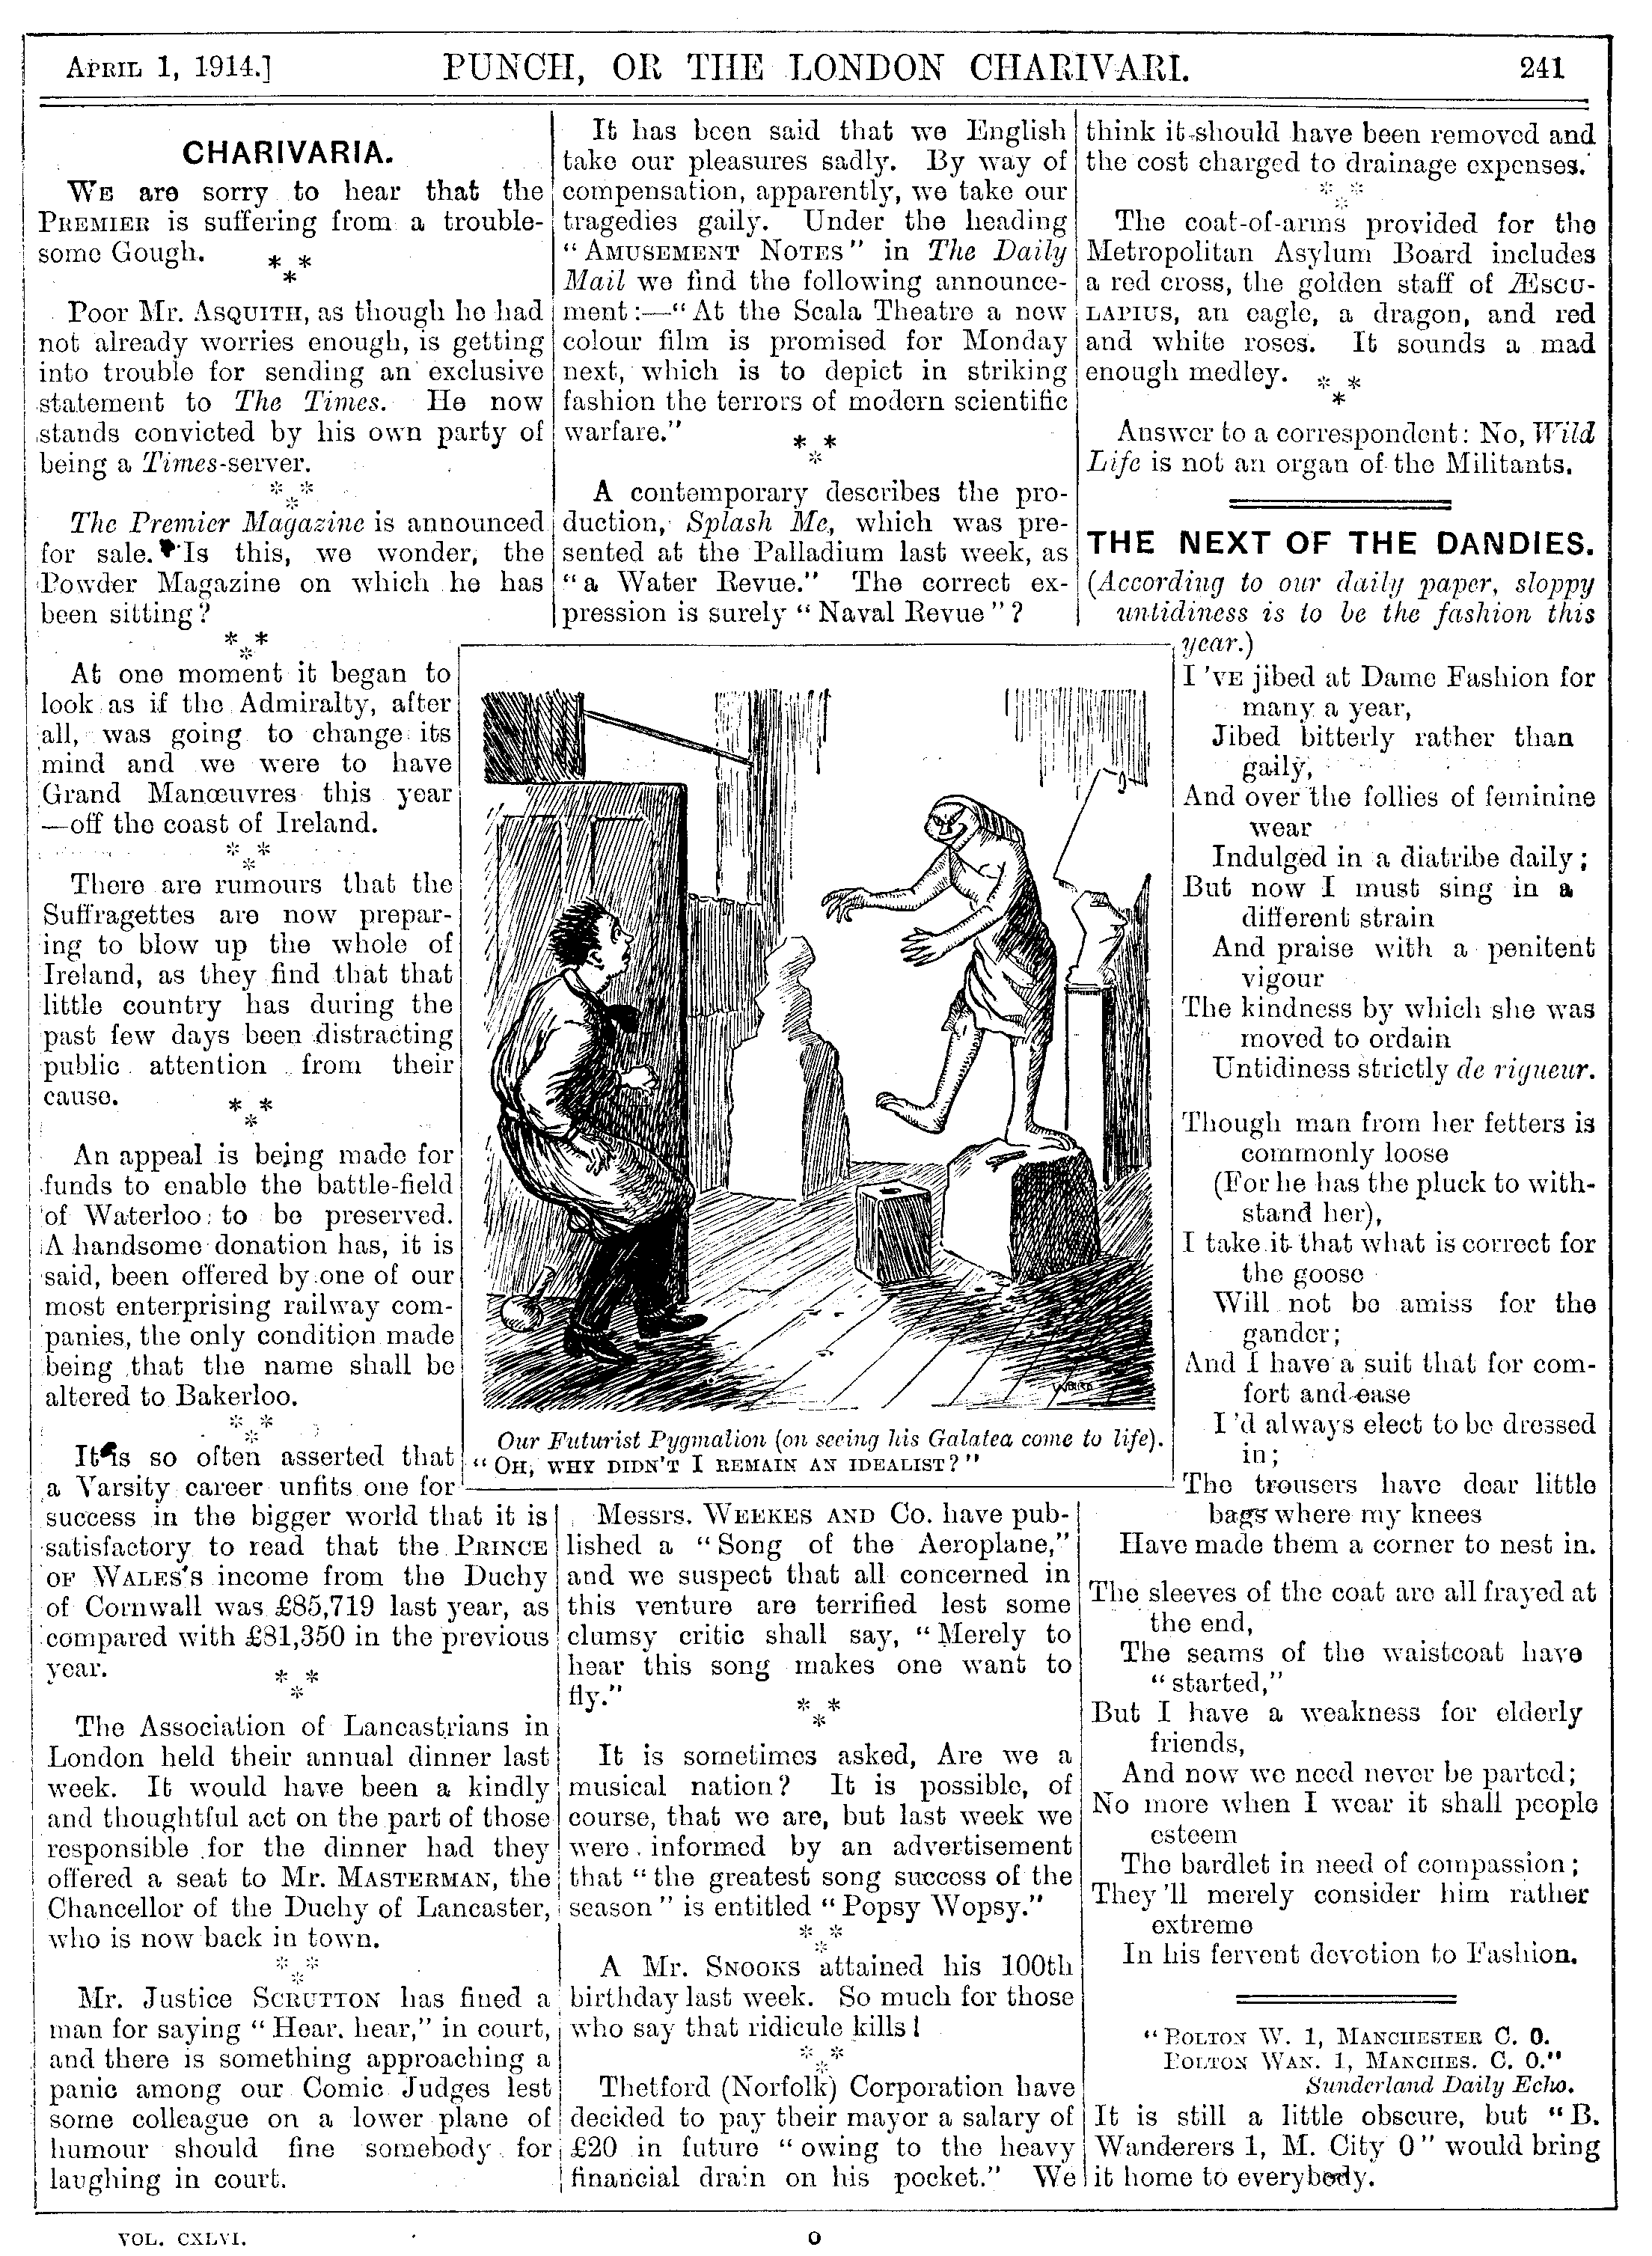 APRIL 1, 1914.] PUNCH, OR THE LONDON CHARIVARI. 241
CHARIVARIA.
WE are sorry to hear that the
PREMIER is suffering from a trouble-
some Gough.
* *
*
Poor Mr. ASQUITH, as though he had
not already worries enough, is getting
into trouble for sending an exclusive
statement to The Times. He now
stands convicted by his own party of
being a Times-server.
* *
*
The Premier Magazine is announced
for sale. Is this, we wonder, the
Powder Magazine on which he has
been sitting?
* *
*
At one moment it began to
look as if the Admiralty, after
all, was going to change its
mind and we were to have
Grand Manœuvres this year
—off the coast of Ireland.
* *
*
There are rumours that the
Suffragettes are now prepar-
ing to blow up the whole of
Ireland, as they find that that
little country has during the
past few days been distracting
public attention from their
cause.
* *
*
An appeal is being made for
funds to enable the battle-field
of Waterloo to be preserved.
A handsome donation has, it is
said, been offered by one of our
most enterprising railway com-
panies, the only condition made
being that the name shall be
altered to Bakerloo.
* *
*
It is so often asserted that
a Varsity career unfits one for
success in the bigger world that it is
satisfactory to read that the PRINCE
OF WALES'S income from the Duchy
of Cornwall was £85,719 last year, as
compared with £81,350 in the previous
year.
* *
*
The Association of Lancastrians in
London held their annual dinner last
week. It would have been a kindly
and thoughtful act on the part of those
responsible for the dinner had they
offered a seat to Mr. MASTERMAN, the
Chancellor of the Duchy of Lancaster,
who is now back in town.
* *
*
Mr. Justice SCRUTTON has fined a
man for saying "Hear, hear," in court,
and there is something approaching a
panic among our Comic Judges lest
some colleague on a lower plane of
humour should fine somebody for
laughing in court.
It has been said that we English
take our pleasures sadly. By way of
compensation, apparently, we take our
tragedies gaily. Under the heading
"AMUSEMENT NOTES" in The Daily
Mail we find the following announce-
ment:—"At the Scala Theatre a new
colour film is promised for Monday
next, which is to depict in striking
fashion the terrors of modern scientific
warfare."
* *
*
A contemporary describes the pro-
duction, Splash Me, which was pre-
sented at the Palladium last week, as
"a Water Revue." The correct ex-
pression is surely "Naval Revue"?
Our Futurist Pygmalion (on seeing his Galatea come to life).
"OH, WHY DIDN'T I REMAIN AN IDEALIST?"
Messrs. WEEKES AND CO. have pub-
lished a "Song of the Aeroplane,"
and we suspect that all concerned in
this venture are terrified lest some
clumsy critic shall say, "Merely to
hear this song makes one want to
fly."
* *
*
It is sometimes asked, Are we a
musical nation? It is possible, of
course, that we are, but last week we
were informed by an advertisement
that "the greatest song success of the
season" is entitled "Popsy Wopsy."
* *
*
A Mr. SNOOKS attained his 100th
birthday last week. So much for those
who say that ridicule kills!
* *
*
Thetford (Norfolk) Corporation have
decided to pay their mayor a salary of
£20 in future "owing to the heavy
financial drain on his pocket." We
think it should have been removed and
the cost charged to drainage expenses.
* *
*
The coat-of-arms provided for the
Metropolitan Asylum Board includes
a red cross, the golden staff of ÆSCU-
LAPIUS, an eagle, a dragon, and red
and white roses. It sounds a mad
enough medley.
* *
*
Answer to a correspondent: No, Wild
Life is not an organ of the Militants.
THE NEXT OF THE DANDIES.
(According to our daily paper, sloppy
untidiness is to be the fashion this
year.)
I 'VE jibed at Dame Fashion for
many a year,
Jibed bitterly rather than
gaily,
And over the follies of feminine
wear
Indulged in a diatribe daily;
But now I must sing in a
different strain
And praise with a penitent
vigour
The kindness by which she was
moved to ordain
Untidiness strictly de rigueur.
Though man from her fetters is
commonly loose
(For he has the pluck to with-
stand her),
I take it that what is correct for
the goose
Will not be amiss for the
gander;
And I have a suit that for com-
fort and ease
I 'd always elect to be dressed
in;
The trousers have dear little
bags where my knees
Have made them a corner to nest in.
The sleeves of the coat are all frayed at
the end,
The seams of the waistcoat have
"started,"
But I have a weakness for elderly
friends,
And now we need never be parted;
No more when I wear it shall people
esteem
The bardlet in need of compassion;
They 'll merely consider him rather
extreme
In his fervent devotion to Fashion.
"BOLTON W. 1, MANCHESTER C. 0.
BOLTON WAN. 1, MANCHES. C. 0."
Sunderland Daily Echo.
It is still a little obscure, but "B.
Wanderers 1, M. City 0" would bring
it home to everybody.
VOL. CXLVI. O